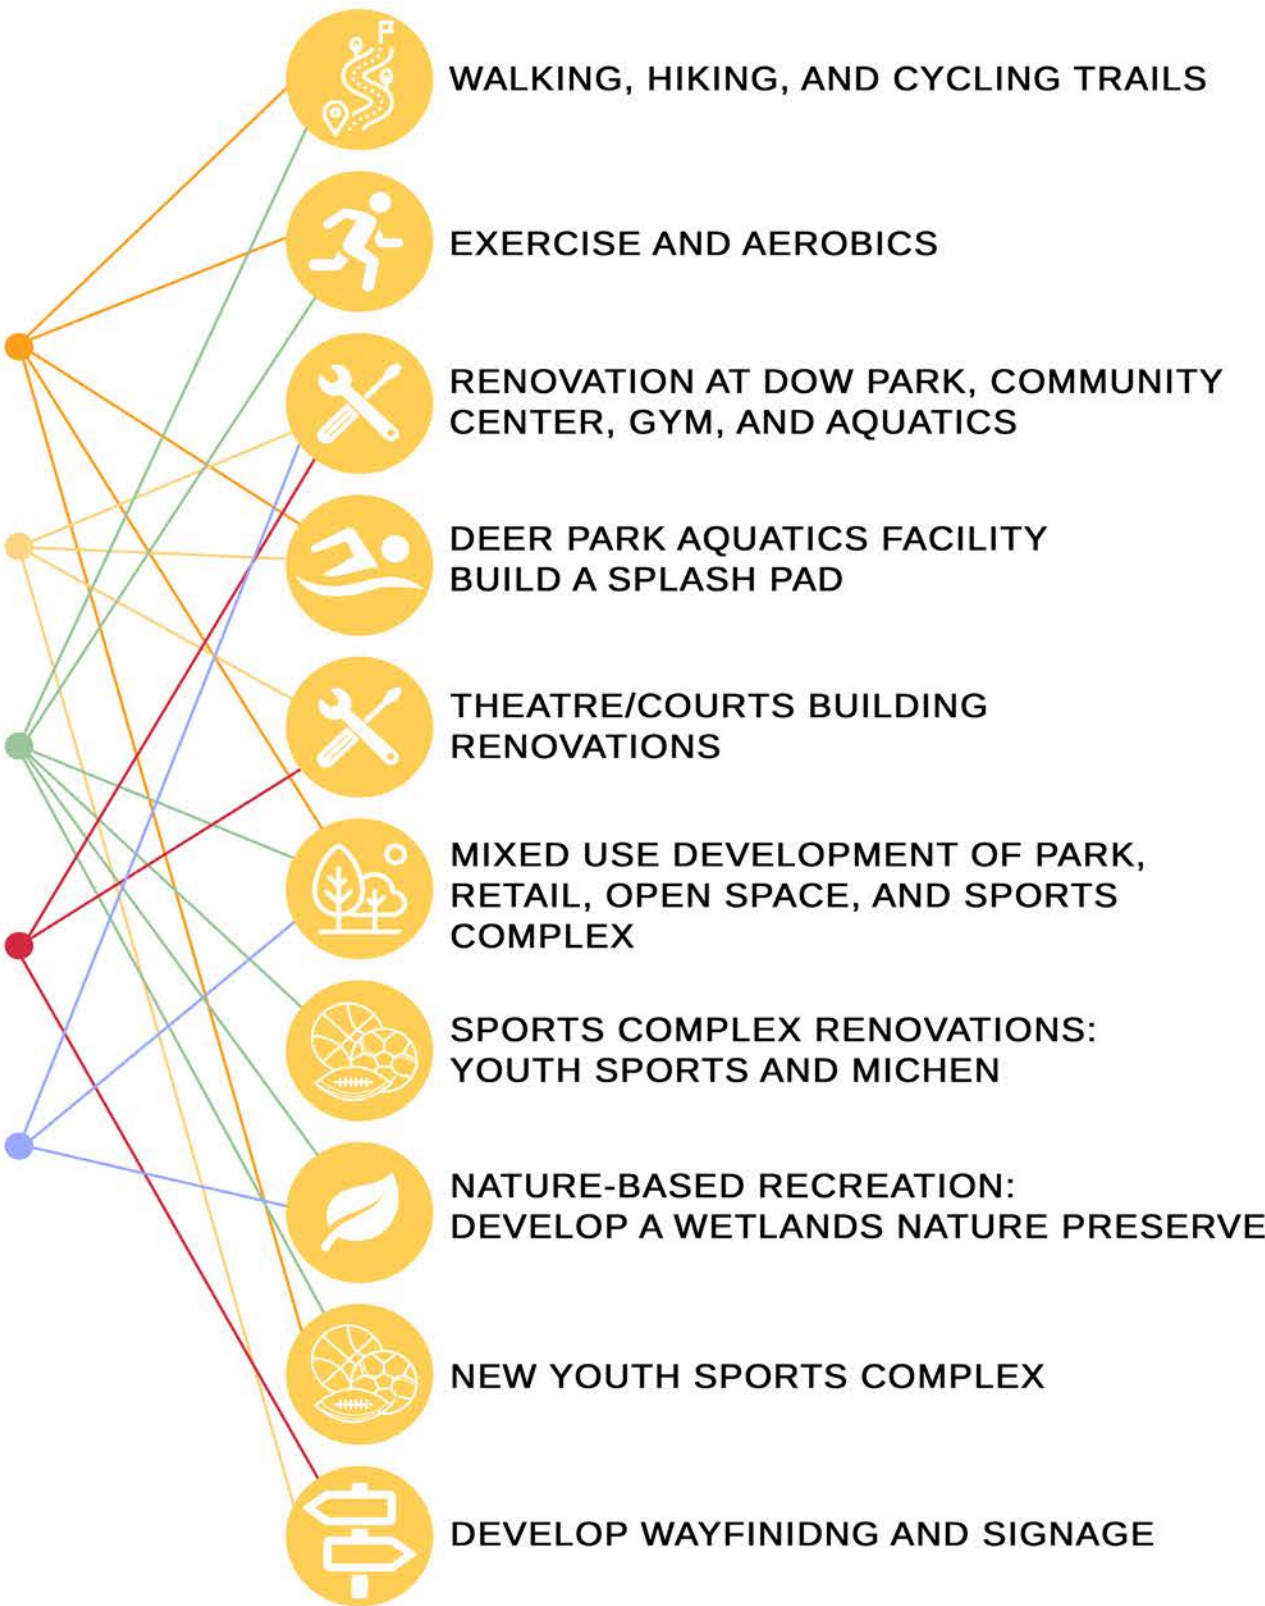 WALKING, HIKING, AND CYCLING TRAILS
EXERCISE AND AEROBICS
RENOVATION AT DOW PARK, COMMUNITY
CENTER, GYM, AND AQUATICS
DEER PARK AQUATICS FACILITY
BUILD A SPLASH PAD
THEATRE/COURTS BUILDING
RENOVATIONS
MIXED USE DEVELOPMENT OF PARK,
RETAIL, OPEN SPACE, AND SPORTS
COMPLEX
SPORTS COMPLEX RENOVATIONS:
YOUTH SPORTS AND MICHEN
NATURE-BASED RECREATION:
DEVELOP A WETLANDS NATURE PRESERVE
NEW YOUTH SPORTS COMPLEX
DEVELOP WAYFINIDNG AND SIGNAGE